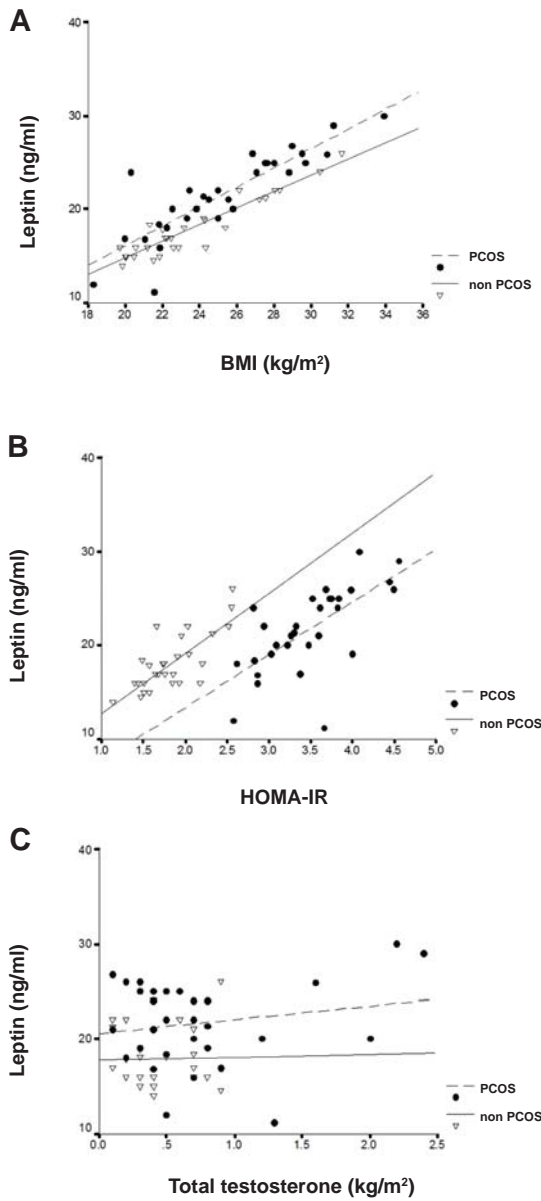 A
40
30
20
10
Leptin (ng/ml)
PCOS
non PCOS
18 20 22 24 26 28 30 32 34 36
BMI (kg/m²)
B
40
30
20
10
Leptin (ng/ml)
PCOS
non PCOS
1.0 1.5 2.0 2.5 3.0 3.5 4.0 4.5 5.0
HOMA-IR
C
40
30
20
10
Leptin (ng/ml)
PCOS
non PCOS
0.0 .5 1.0 1.5 2.0 2.5
Total testosterone (kg/m²)